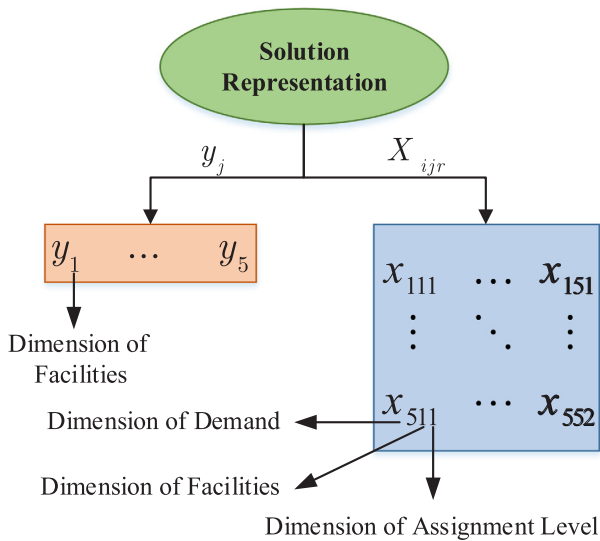 Solution
Representation
y_j
X_ijr
y_1 ... y_5
x_111 ... x_151
⋮ ⋱ ⋮
x_511 ... x_552
Dimension of
Facilities
Dimension of Demand
Dimension of Facilities
Dimension of Assignment Level